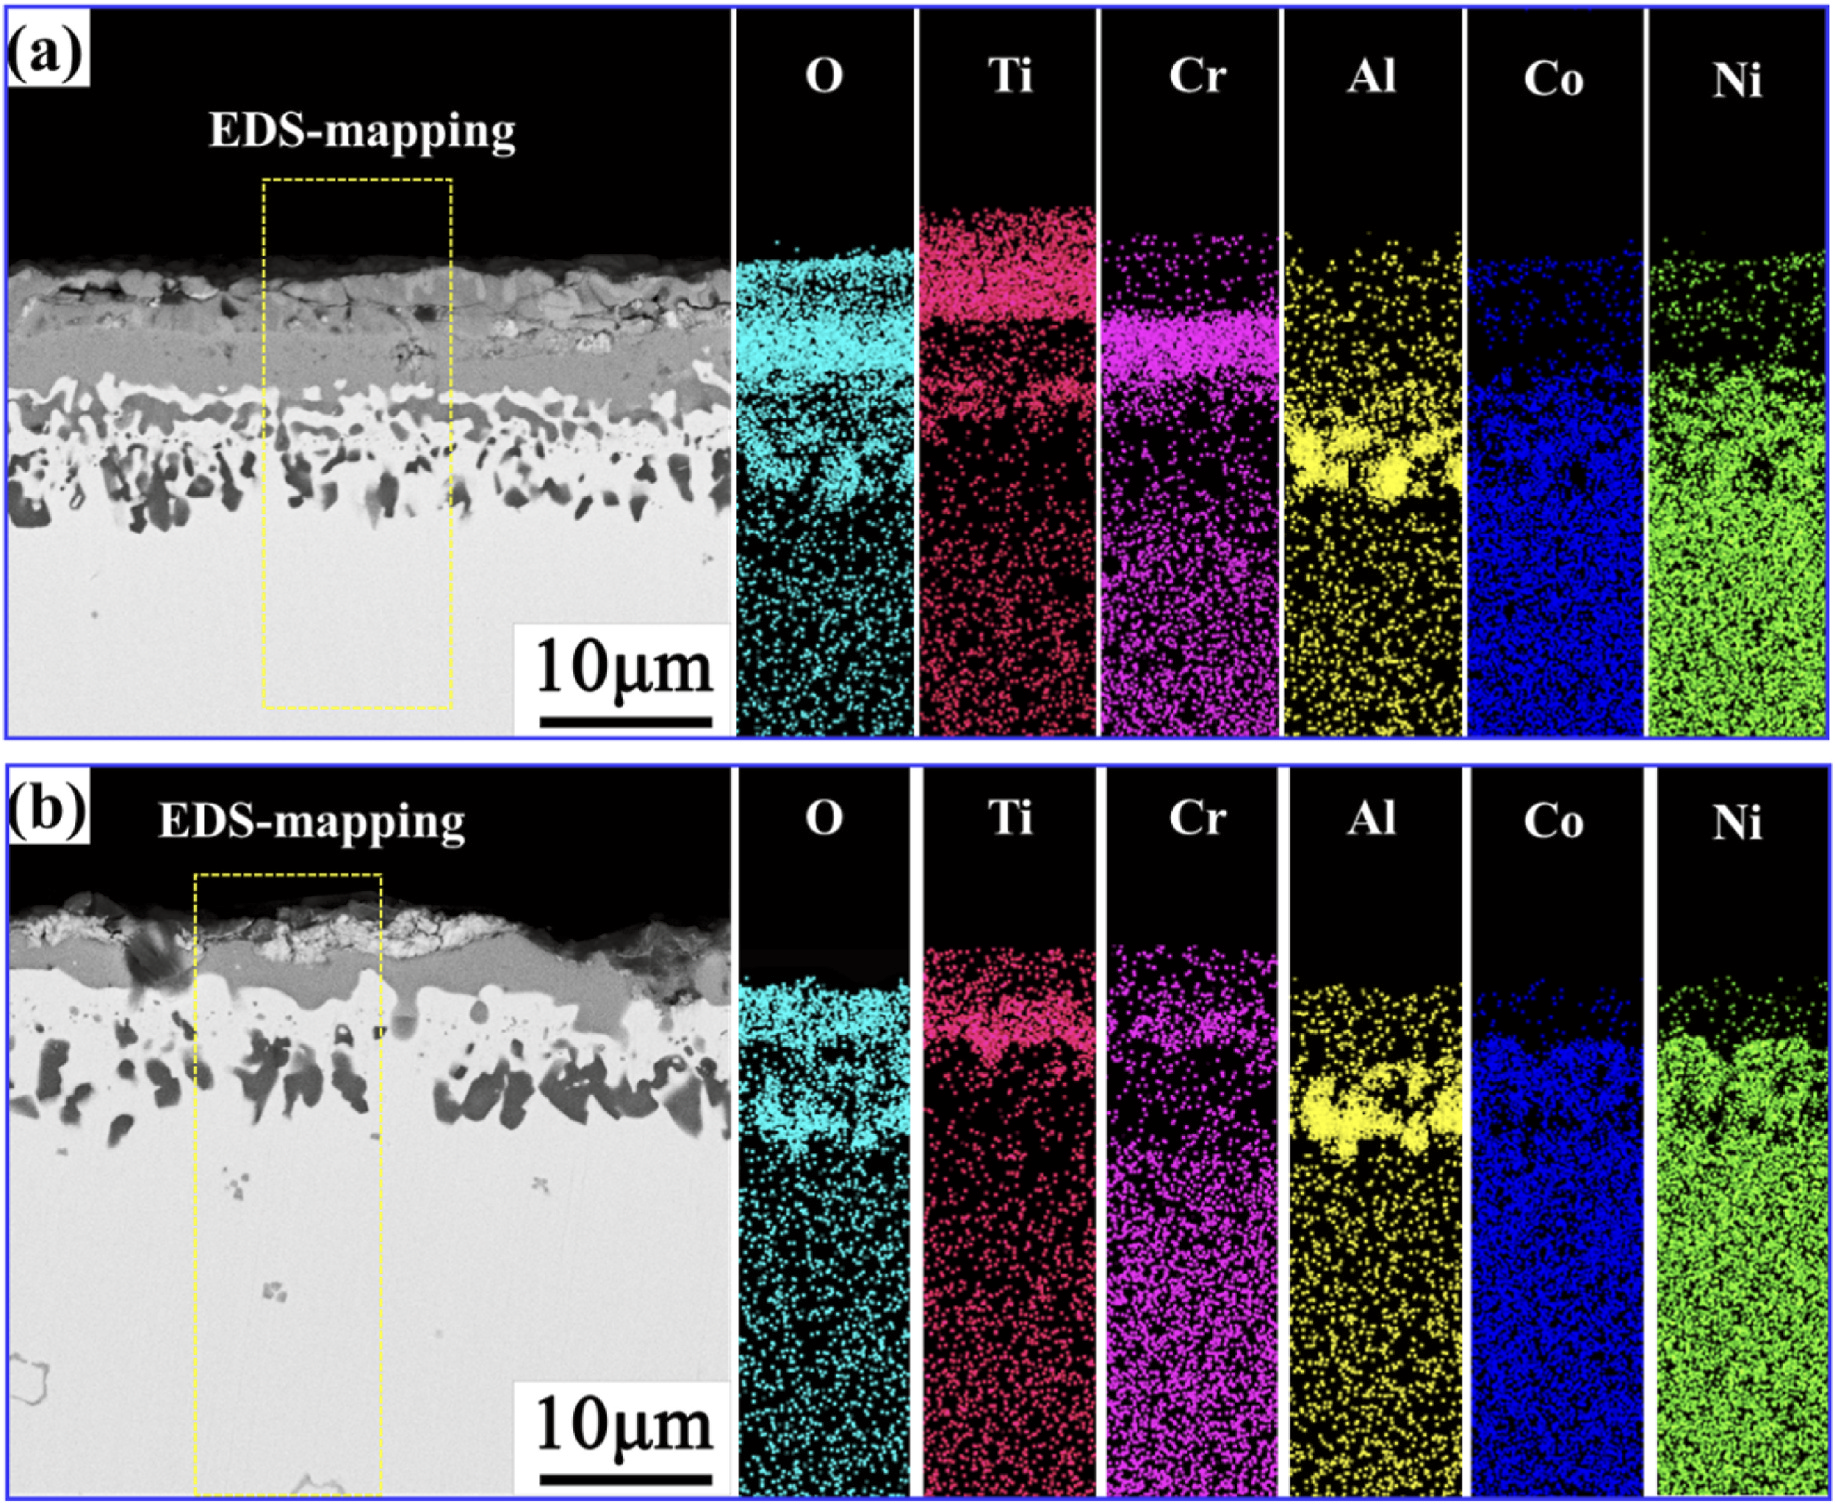 (a)
EDS-mapping
O Ti Cr Al Co Ni
10μm
(b)
EDS-mapping
O Ti Cr Al Co Ni
10μm